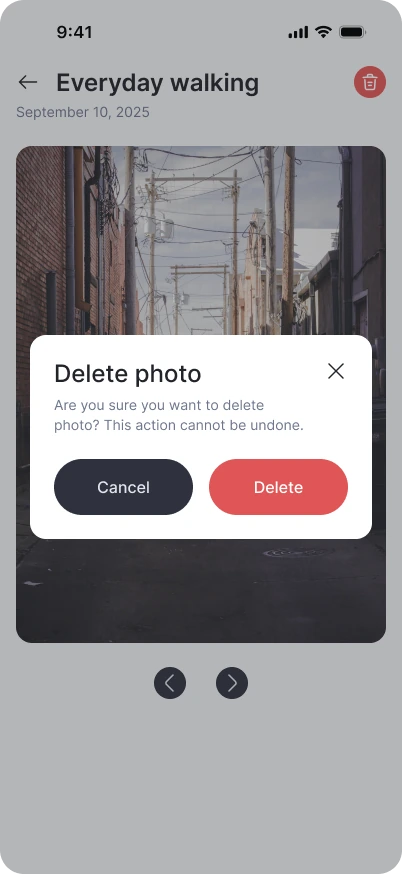 9:41
Everyday walking
September 10, 2025
Delete photo
Are you sure you want to delete
photo? This action cannot be undone.
Cancel
Delete